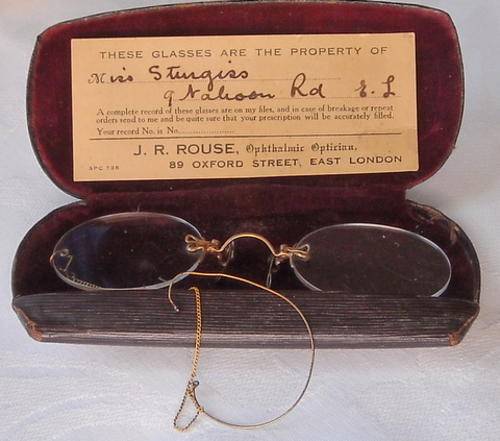 THESE GLASSES ARE THE PROPERTY OF
Miss Sturgiss
9 Nahoon Rd E. L
A complete record of these glasses are on my files, and in case of breakage or repeat
orders send to me and be quite sure that your prescription will be accurately filled.
Your record No. is No.....................
J. R. ROUSE, Ophthalmic Optician,
89 OXFORD STREET, EAST LONDON